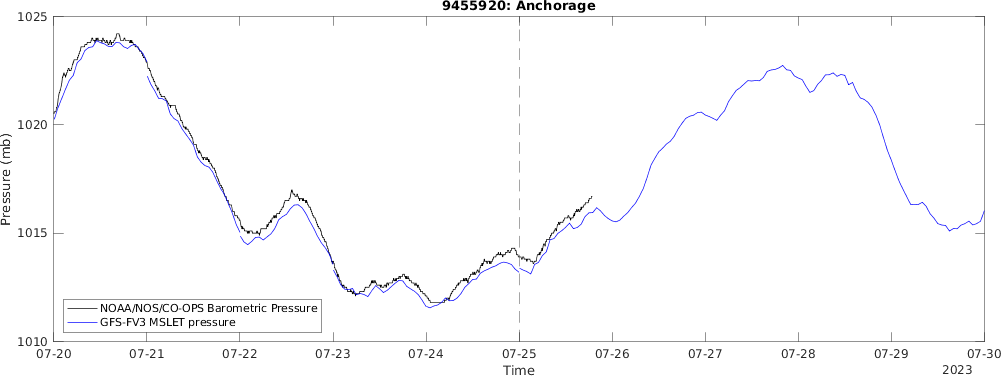 9455920: Anchorage
Pressure (mb)
1025
1020
1015
1010
NOAA/NOS/CO-OPS Barometric Pressure
GFS-FV3 MSLET pressure
07-20 07-21 07-22 07-23 07-24 07-25 07-26 07-27 07-28 07-29 07-30
Time
2023